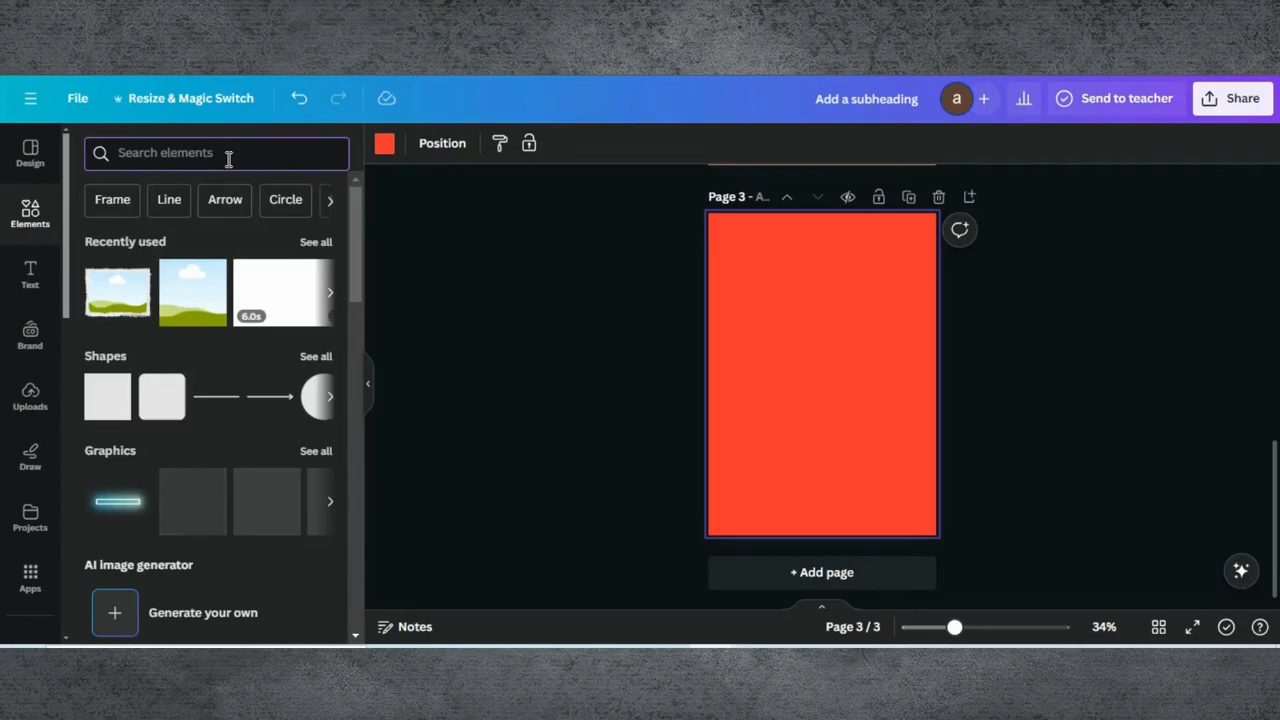 File
Resize & Magic Switch
Add a subheading
a
Send to teacher
Share
Design
Elements
Text
Brand
Uploads
Draw
Projects
Apps
Search elements
Frame
Line
Arrow
Circle
Recently used
See all
6.0s
Shapes
See all
Graphics
See all
AI image generator
Generate your own
Position
Page 3 - A...
+ Add page
Notes
Page 3 / 3
34%